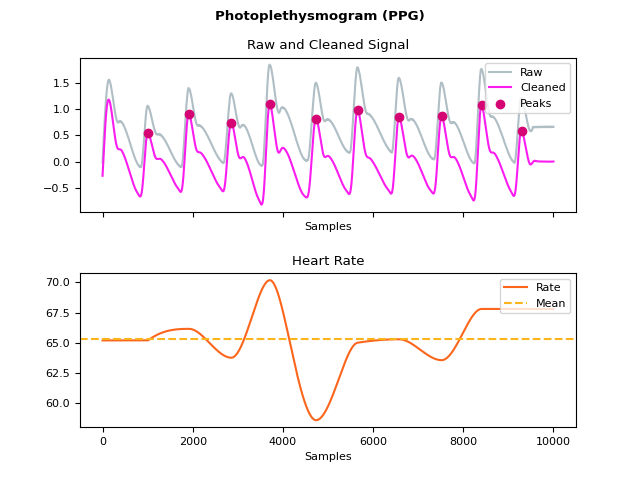 Photoplethysmogram (PPG)
Raw and Cleaned Signal
1.5
1.0
0.5
0.0
−0.5
Raw
Cleaned
Peaks
Samples
Heart Rate
70.0
67.5
65.0
62.5
60.0
Rate
Mean
0 2000 4000 6000 8000 10000
Samples